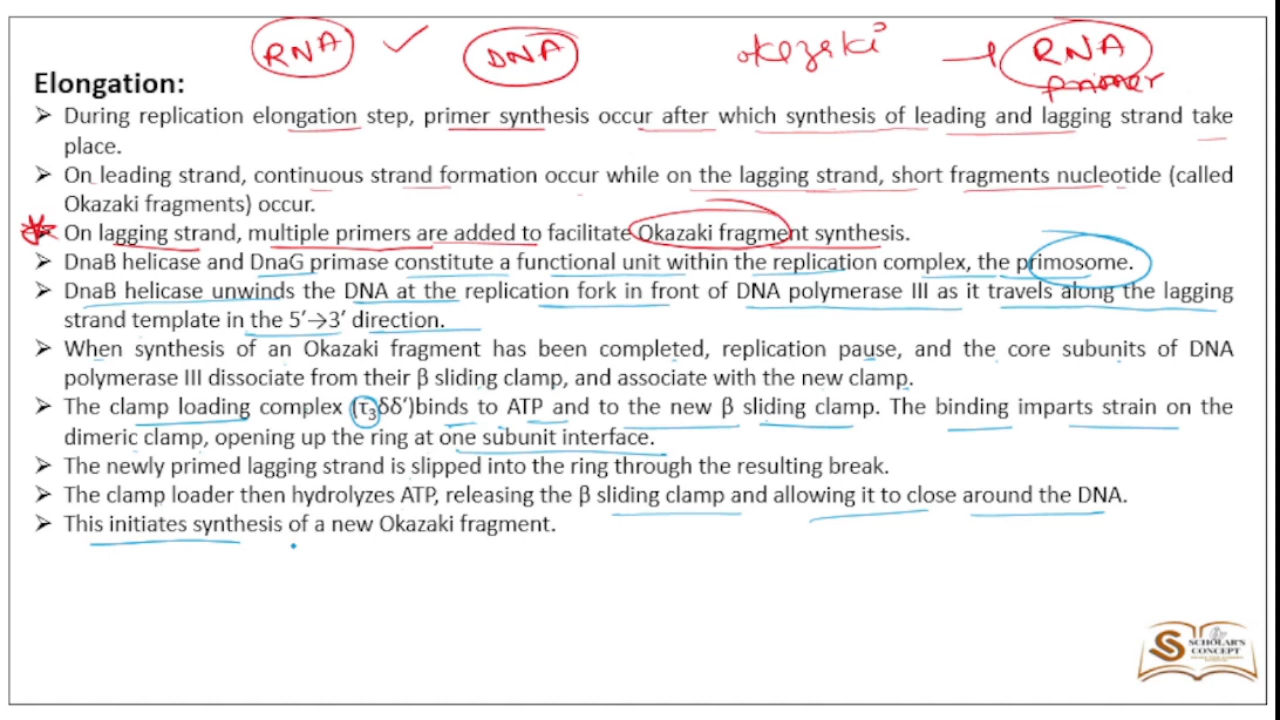 RNA DNA okazaki → RNA
primer
Elongation:
➤ During replication elongation step, primer synthesis occur after which synthesis of leading and lagging strand take
place.
➤ On leading strand, continuous strand formation occur while on the lagging strand, short fragments nucleotide (called
Okazaki fragments) occur.
➤ On lagging strand, multiple primers are added to facilitate Okazaki fragment synthesis.
➤ DnaB helicase and DnaG primase constitute a functional unit within the replication complex, the primosome.
➤ DnaB helicase unwinds the DNA at the replication fork in front of DNA polymerase III as it travels along the lagging
strand template in the 5′→3′ direction.
➤ When synthesis of an Okazaki fragment has been completed, replication pause, and the core subunits of DNA
polymerase III dissociate from their β sliding clamp, and associate with the new clamp.
➤ The clamp loading complex (τ₃δδ′)binds to ATP and to the new β sliding clamp. The binding imparts strain on the
dimeric clamp, opening up the ring at one subunit interface.
➤ The newly primed lagging strand is slipped into the ring through the resulting break.
➤ The clamp loader then hydrolyzes ATP, releasing the β sliding clamp and allowing it to close around the DNA.
➤ This initiates synthesis of a new Okazaki fragment.
SCHOLAR'S
CONCEPT